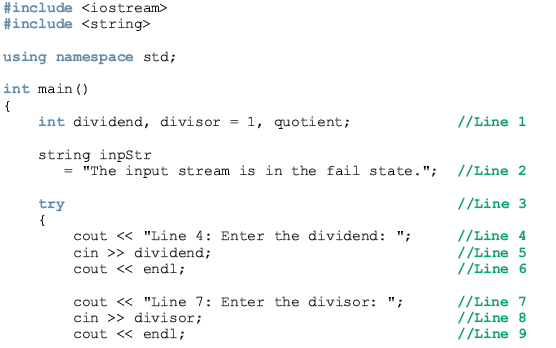 #include <iostream>
#include <string>
using namespace std;
int main()
{
int dividend, divisor = 1, quotient; //Line 1
string inpStr
= "The input stream is in the fail state."; //Line 2
try //Line 3
{
cout << "Line 4: Enter the dividend: "; //Line 4
cin >> dividend; //Line 5
cout << endl; //Line 6
cout << "Line 7: Enter the divisor: "; //Line 7
cin >> divisor; //Line 8
cout << endl; //Line 9